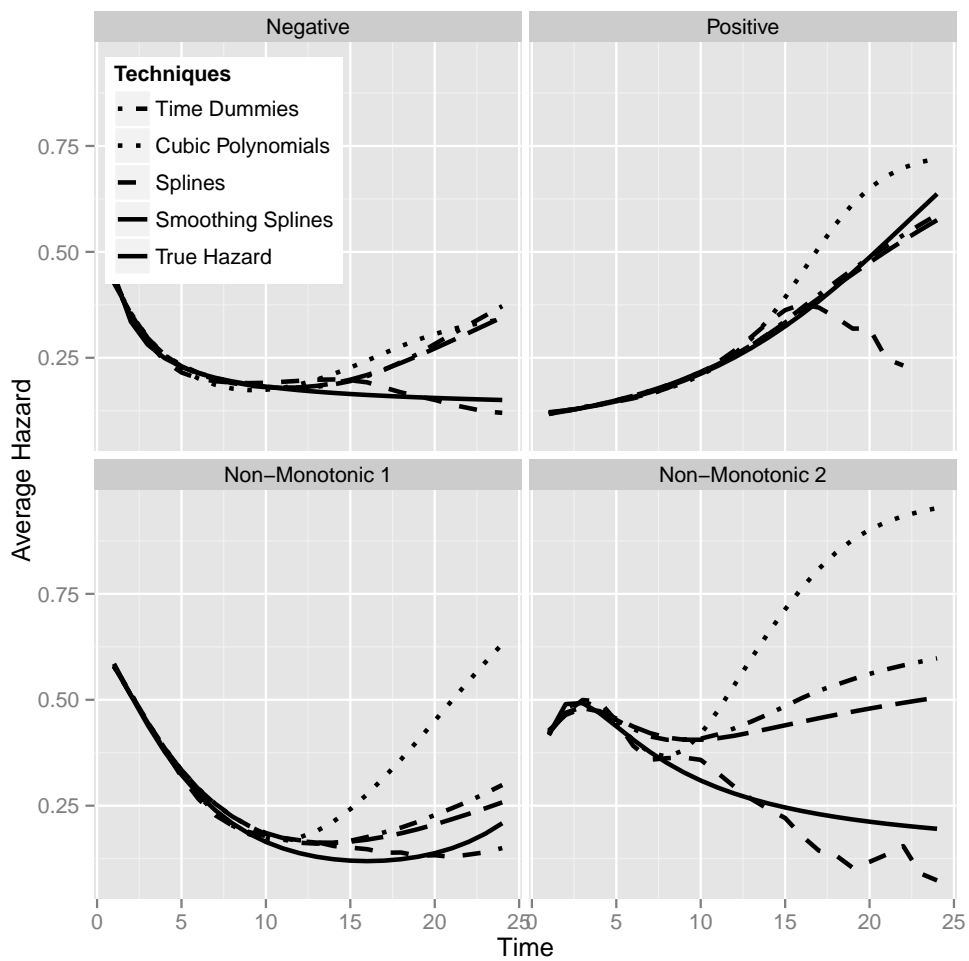 Negative
Positive
Techniques
Time Dummies
Cubic Polynomials
Splines
Smoothing Splines
True Hazard
0.75
0.50
0.25
Average Hazard
Non−Monotonic 1
Non−Monotonic 2
0.75
0.50
0.25
0 5 10 15 20 25
0 5 10 15 20 25
Time